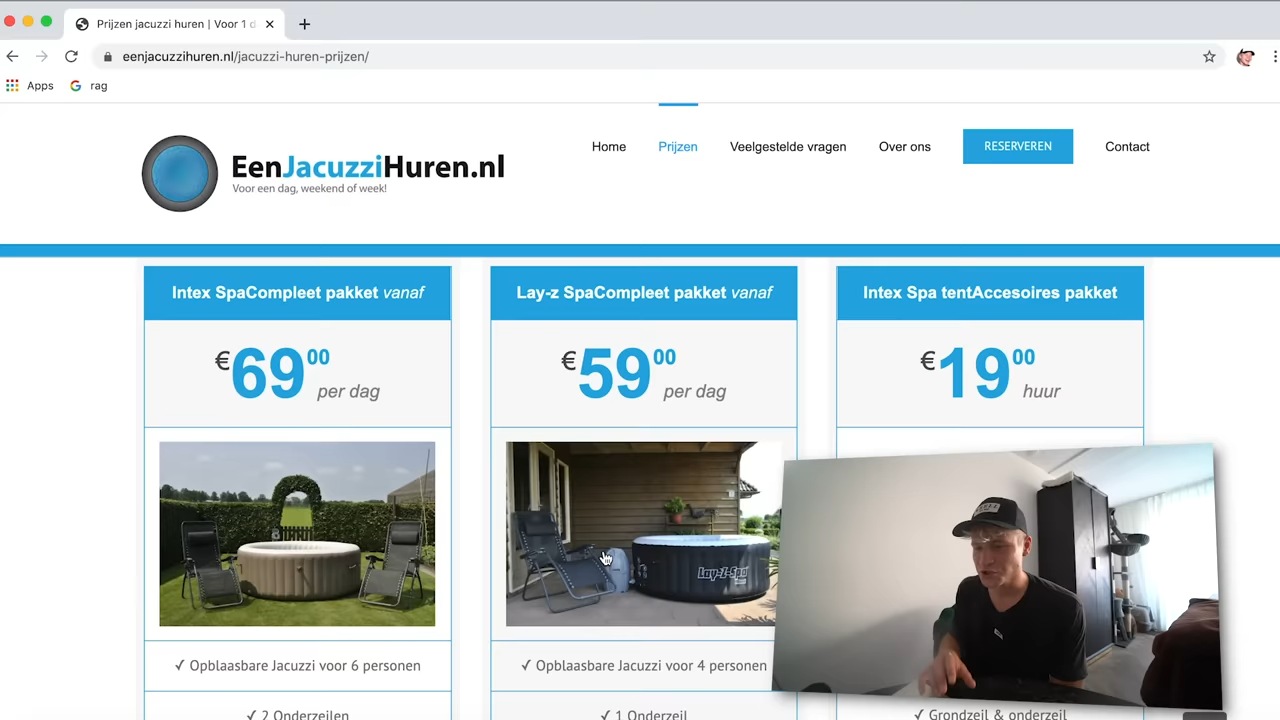 Prijzen jacuzzi huren | Voor 1 d
eenjacuzzihuren.nl/jacuzzi-huren-prijzen/
Apps
rag
EenJacuzziHuren.nl
Voor een dag, weekend of week!
Home
Prijzen
Veelgestelde vragen
Over ons
RESERVEREN
Contact
Intex SpaCompleet pakket vanaf
€69 00
per dag
✓ Opblaasbare Jacuzzi voor 6 personen
✓ 2 Onderzeilen
Lay-z SpaCompleet pakket vanaf
€59 00
per dag
Lay-Z-Spa
✓ Opblaasbare Jacuzzi voor 4 personen
✓ 1 Onderzeil
Intex Spa tentAccesoires pakket
€19 00
huur
✓ Grondzeil & onderzeil